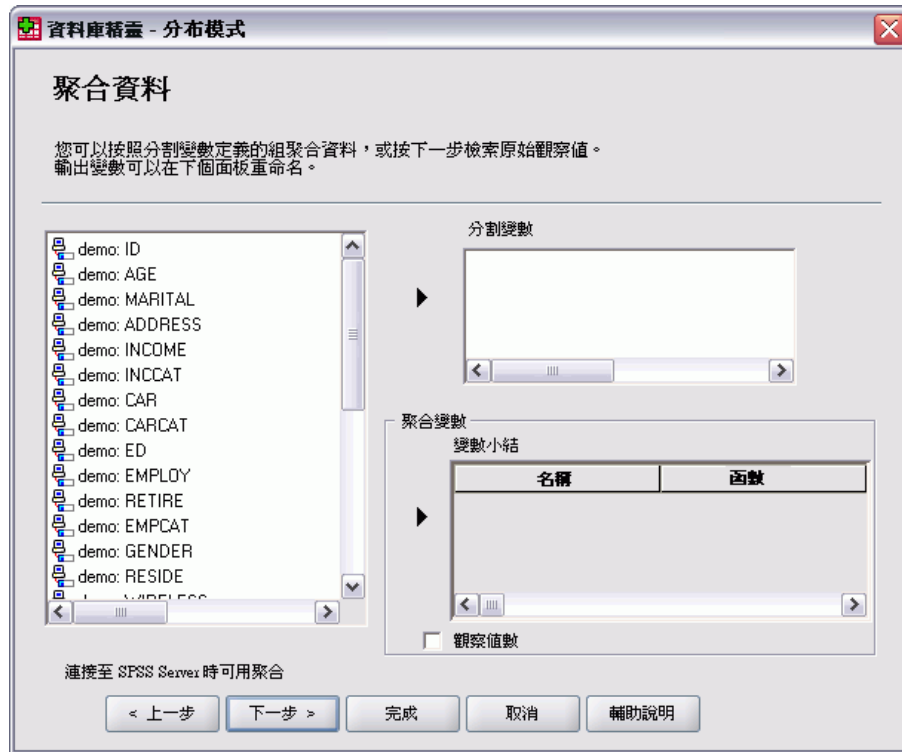 資料庫精靈 - 分布模式
聚合資料
您可以按照分割變數定義的組聚合資料，或按下一步檢索原始觀察值。
輸出變數可以在下個面板重命名。
demo: ID
demo: AGE
demo: MARITAL
demo: ADDRESS
demo: INCOME
demo: INCCAT
demo: CAR
demo: CARCAT
demo: ED
demo: EMPLOY
demo: RETIRE
demo: EMPCAT
demo: GENDER
demo: RESIDE
分割變數
聚合變數
變數小結
名稱 函數
觀察值數
連接至 SPSS Server 時可用聚合
< 上一步 下一步 > 完成 取消 輔助說明